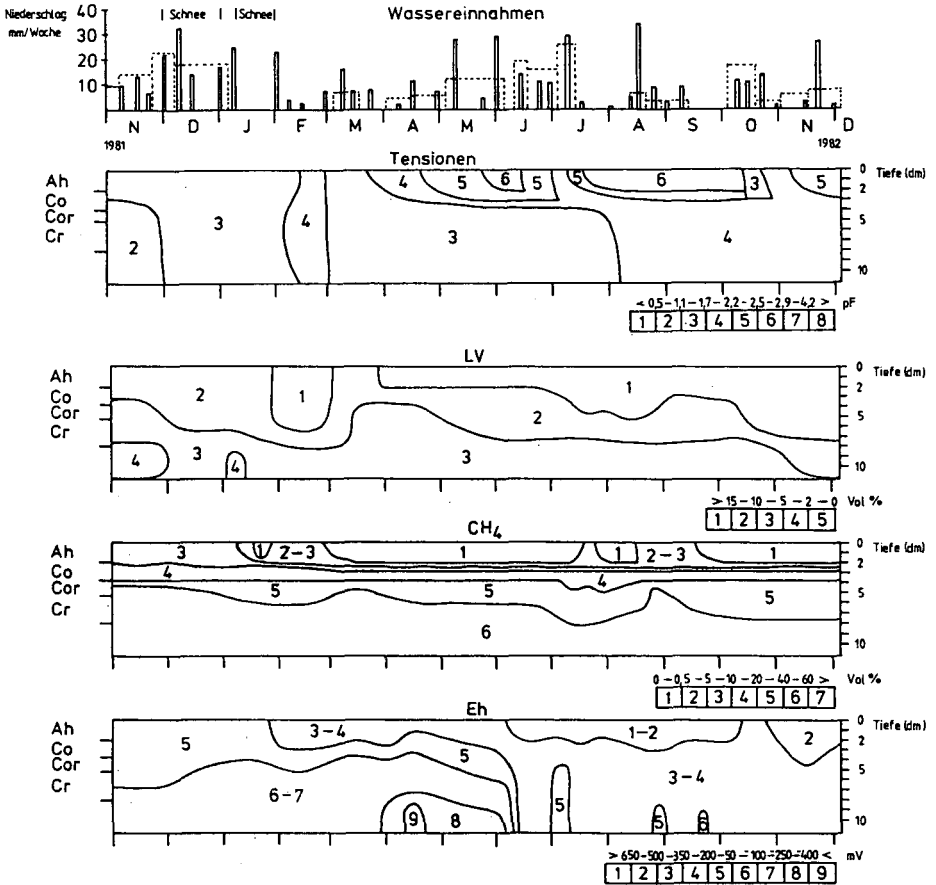 Niederschlag
mm/Woche
Wassereinnahmen
| Schnee | | Schnee |
40
30
20
10
N D J F M A M J J A S O N D
1981 1982
Tensionen
Ah
Co
Cor
Cr
4 5 6 5 5 6 3 5
2 3 4 3 4
0 Tiefe (dm)
2
5
10
< 0,5 - 1,1 - 1,7 - 2,2 - 2,5 - 2,9 - 4,2 > pF
1 2 3 4 5 6 7 8
LV
Ah
Co
Cor
Cr
2 1 1
2
4 3 4 3
0 Tiefe (dm)
2
5
10
> 15 - 10 - 5 - 2 - 0 Vol %
1 2 3 4 5
CH4
Ah
Co
Cor
Cr
3 1 2-3 1 1 2-3 1
4 4
5 5 5
6
0 Tiefe (dm)
2
5
10
0 - 0,5 - 5 - 10 - 20 - 40 - 60 > Vol %
1 2 3 4 5 6 7
Eh
Ah
Co
Cor
Cr
5 3-4 1-2 2
5
6-7 3-4
9 8 5 5 6
0 Tiefe (dm)
2
5
10
> 650 - 500 - 350 - 200 - 50 - -100 - -250 - -400 < mV
1 2 3 4 5 6 7 8 9